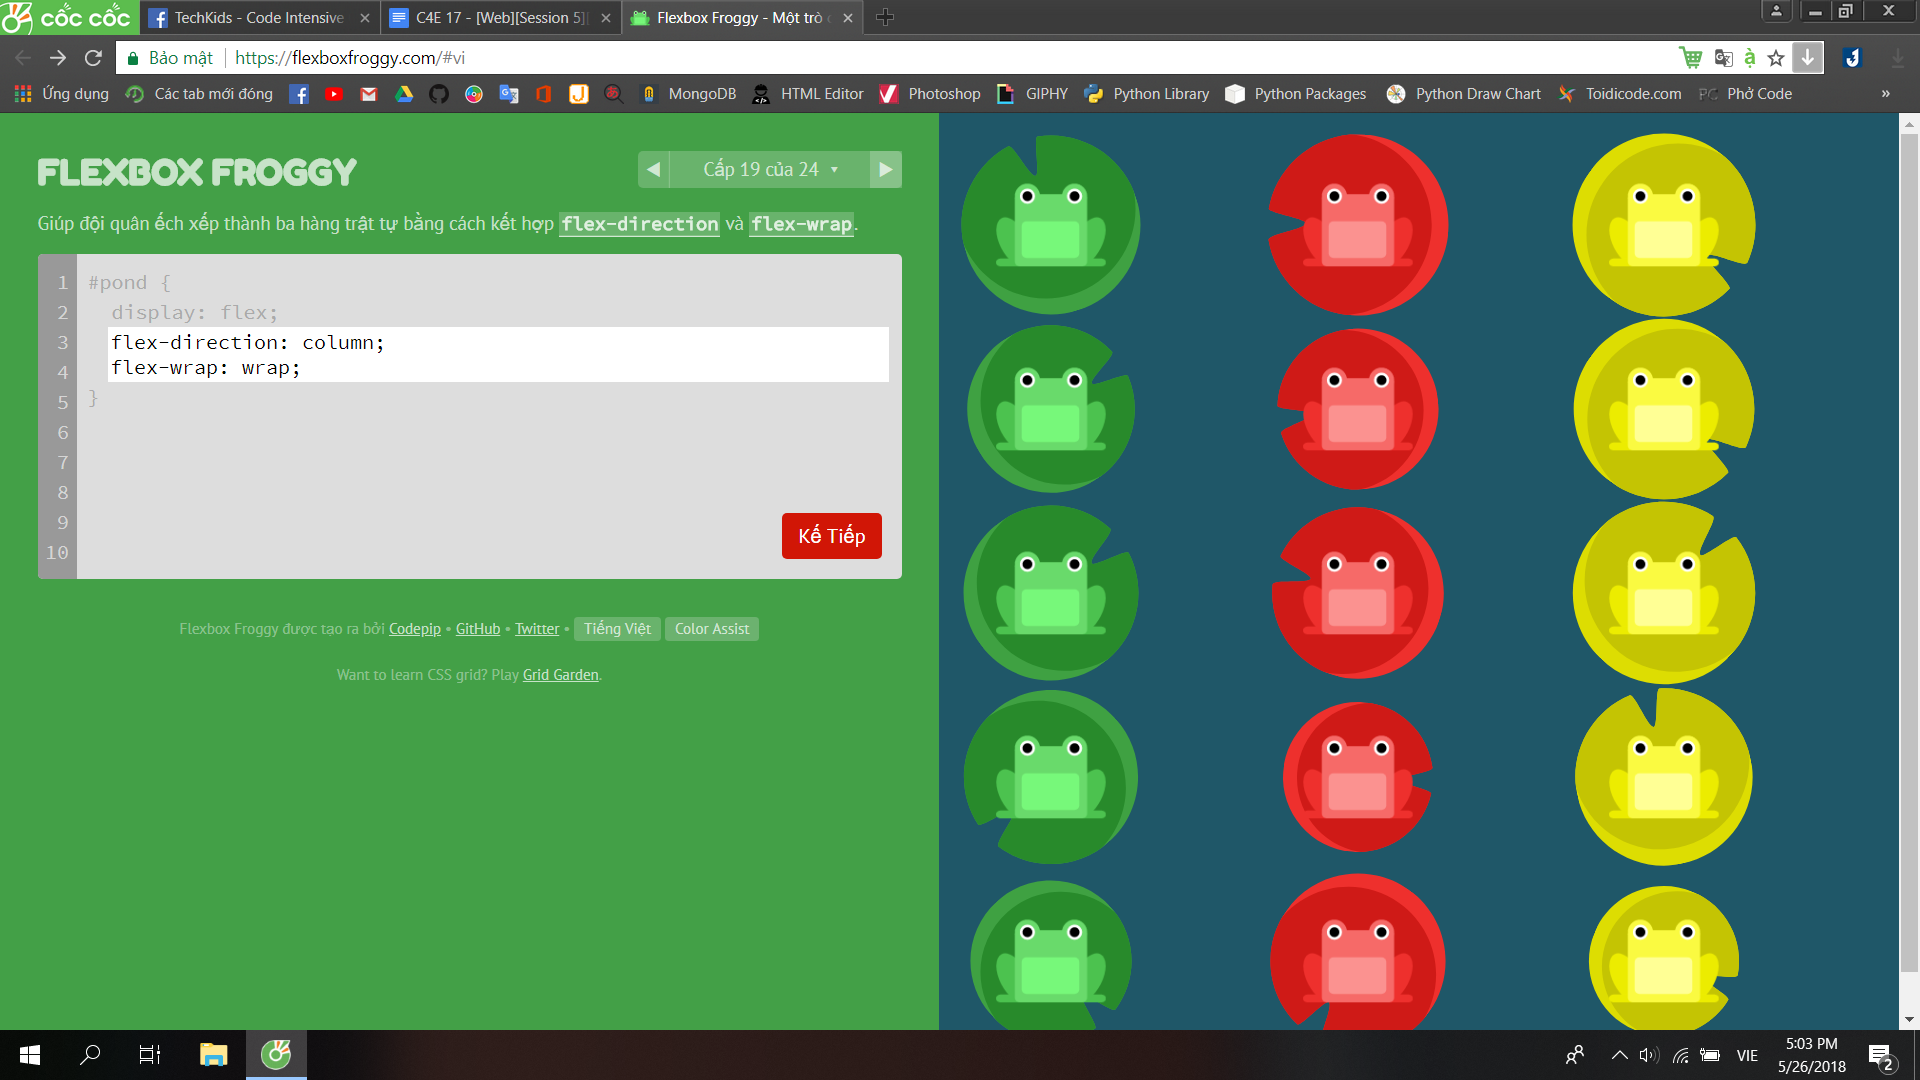 cốc cốc
TechKids - Code Intensive
C4E 17 - [Web][Session 5]
Flexbox Froggy - Một trò
Bảo mật
https://flexboxfroggy.com/#vi
Ứng dụng
Các tab mới đóng
MongoDB
HTML Editor
Photoshop
GIPHY
Python Library
Python Packages
Python Draw Chart
Toidicode.com
PC
Phở Code
»
FLEXBOX FROGGY
Cấp 19 của 24
Giúp đội quân ếch xếp thành ba hàng trật tự bằng cách kết hợp flex-direction và flex-wrap.
1 #pond {
2 display: flex;
3 flex-direction: column;
4 flex-wrap: wrap;
5 }
6
7
8
9
10
Kế Tiếp
Flexbox Froggy được tạo ra bởi Codepip • GitHub • Twitter • Tiếng Việt Color Assist
Want to learn CSS grid? Play Grid Garden.
VIE
5:03 PM
5/26/2018
2